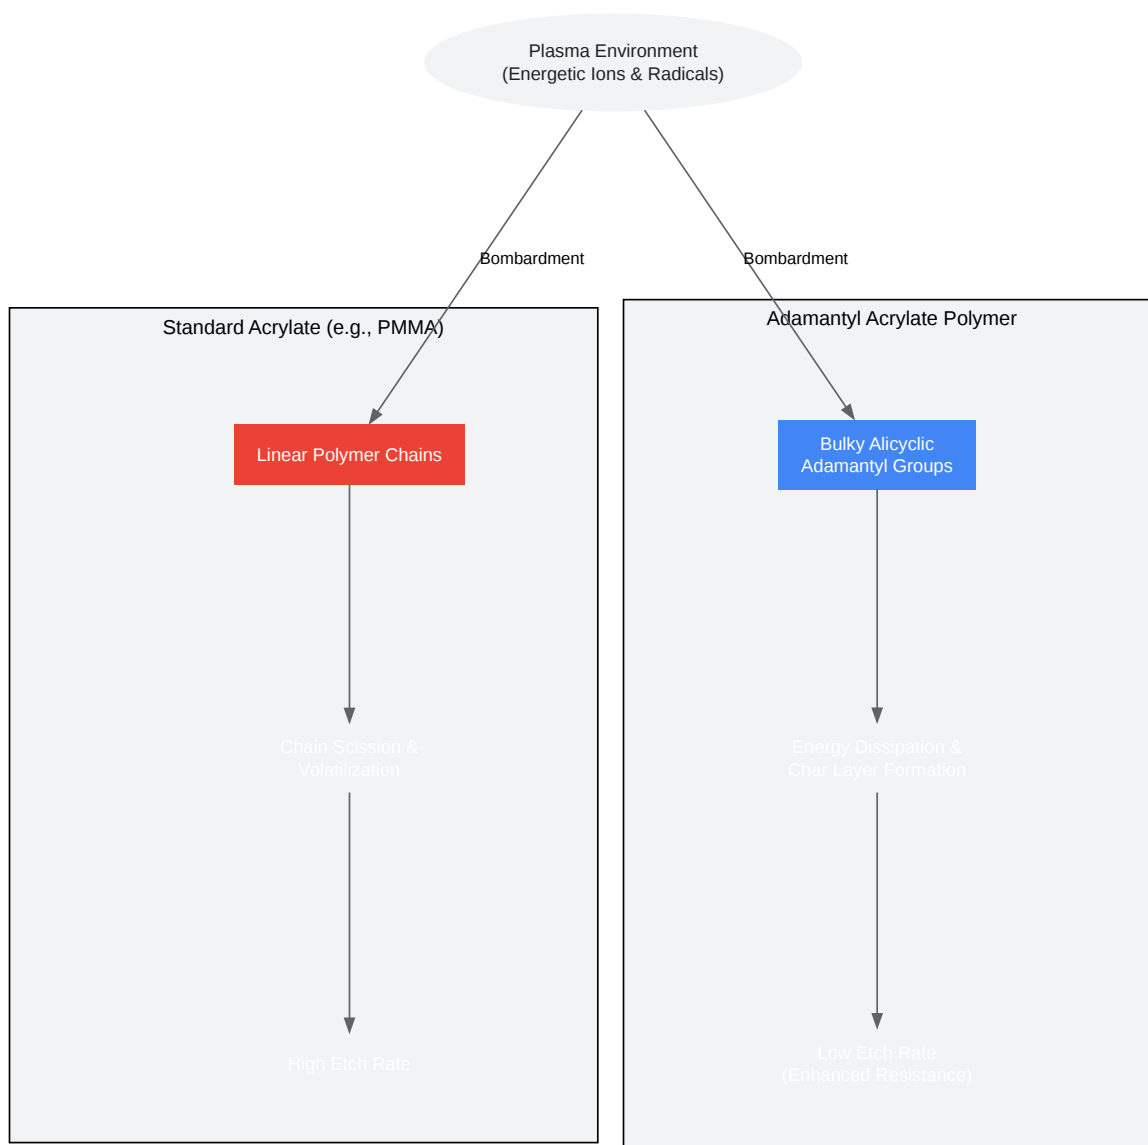 Plasma Environment
(Energetic Ions & Radicals)
Bombardment
Bombardment
Standard Acrylate (e.g., PMMA)
Adamantyl Acrylate Polymer
Linear Polymer Chains
Bulky Alicyclic
Adamantyl Groups
Chain Scission &
Volatilization
Energy Dissipation &
Char Layer Formation
High Etch Rate
Low Etch Rate
(Enhanced Resistance)